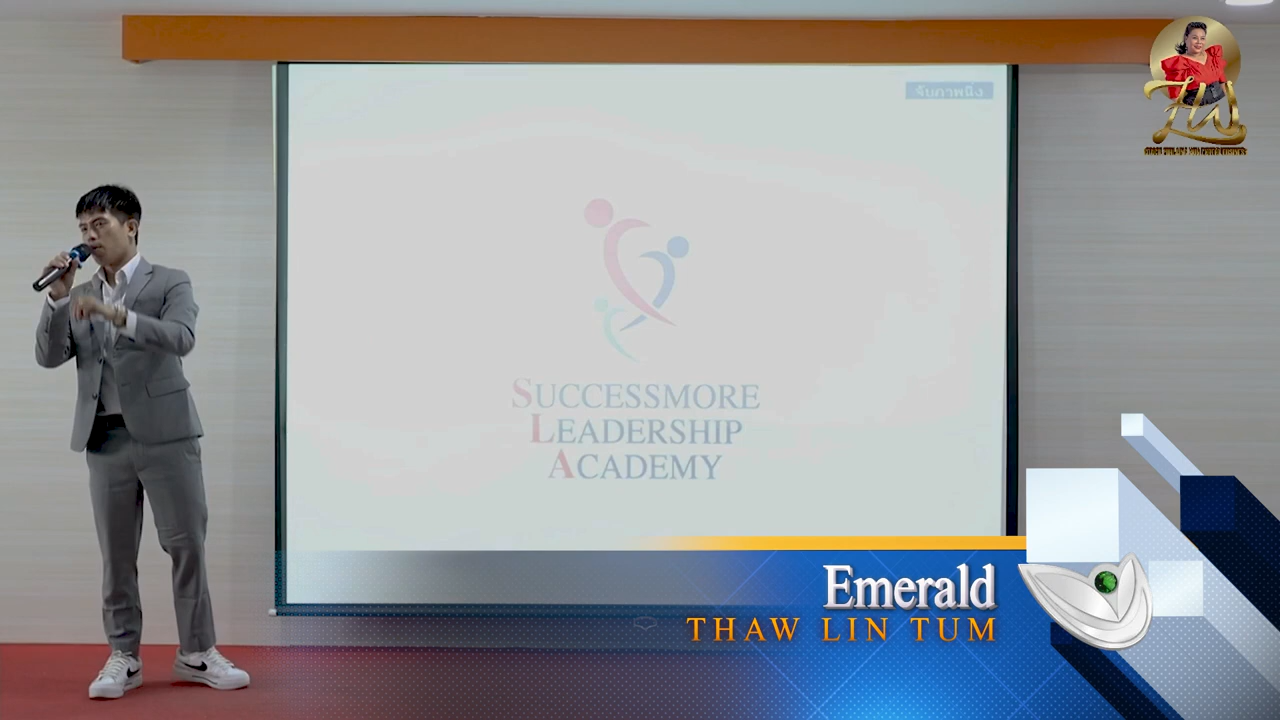 จับภาพนิ่ง
SUCCESSMORE
LEADERSHIP
ACADEMY
Emerald
THAW LIN TUM